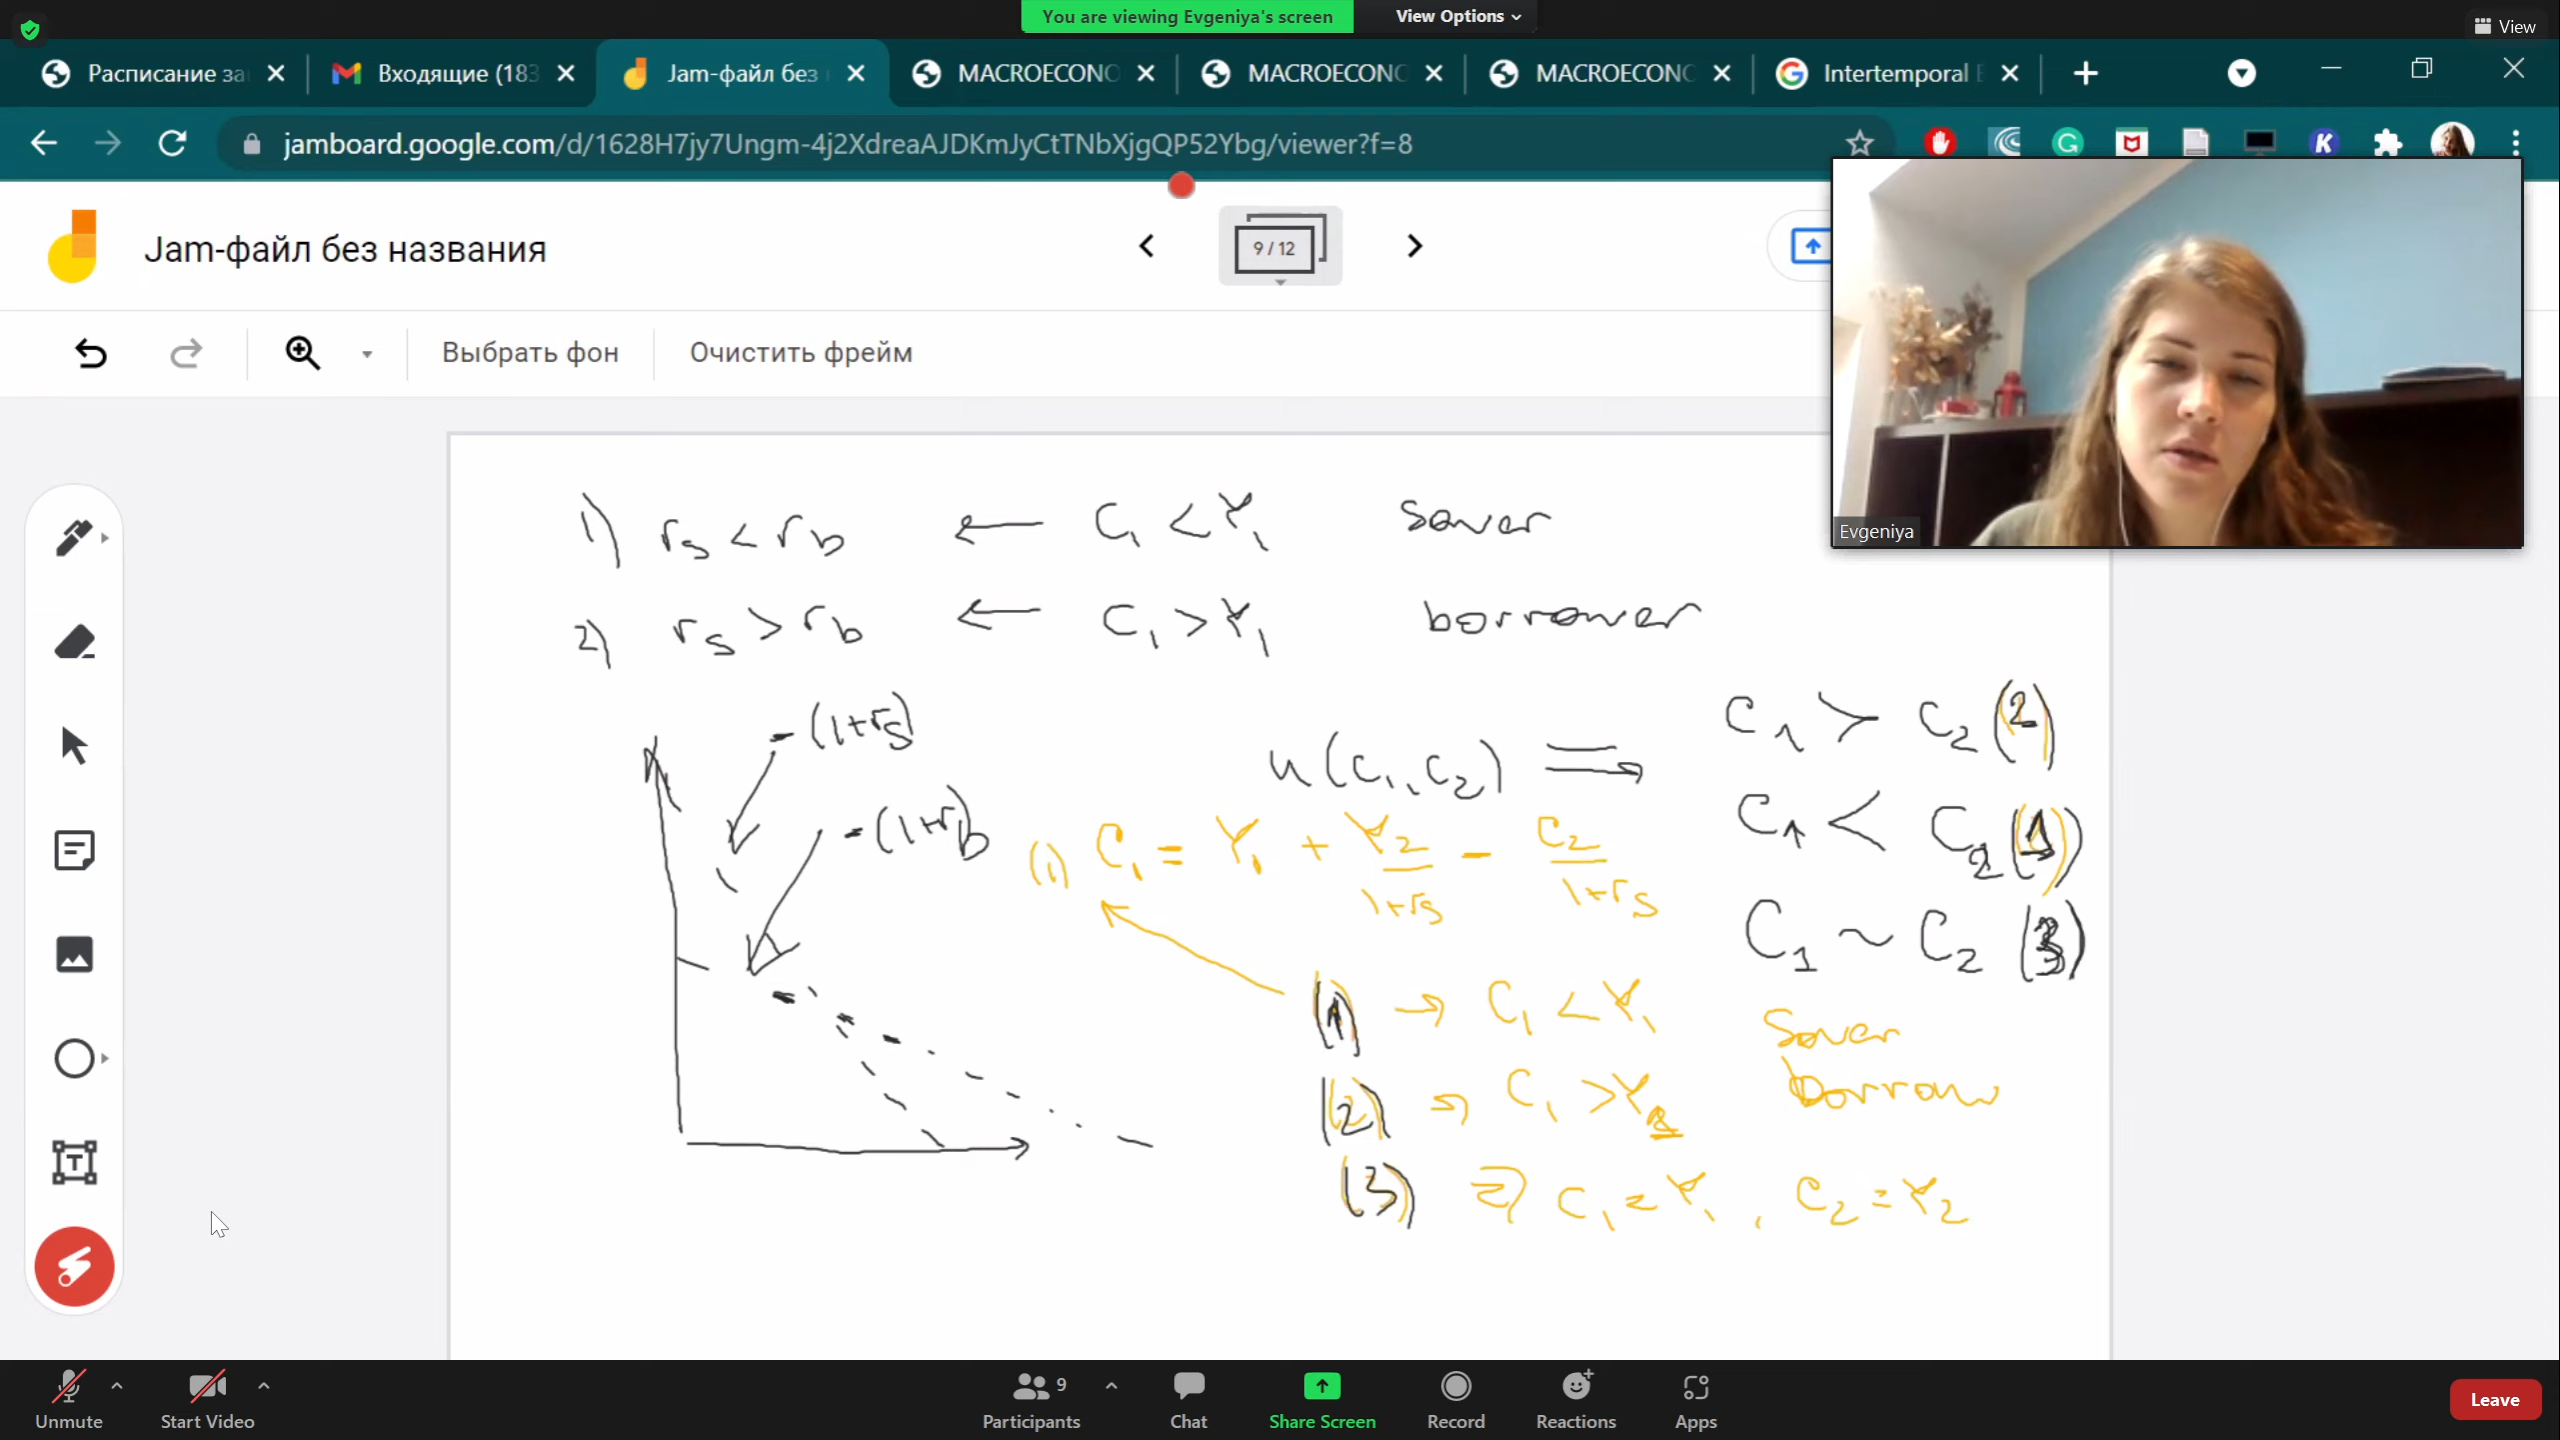 You are viewing Evgeniya's screen
View Options
View
Расписание за
Входящие (183
Jam-файл без
MACROECONO
MACROECONO
MACROECONO
Intertemporal
jamboard.google.com/d/1628H7jy7Ungm-4j2XdreaAJDKmJyCtTNbXjgQP52Ybg/viewer?f=8
Jam-файл без названия
9 / 12
Выбрать фон
Очистить фрейм
Evgeniya
1) rs < rb ← C1 < Y1 saver
2) rs > rb ← C1 > Y1 borrower
-(1+rs)
-(1+r)b
u(C1, C2) ⇒
C1 > C2 (2)
C1 < C2 (1)
C1 ~ C2 (3)
(1) C1 = Y1 + Y2/1+rs - C2/1+rs
(1) → C1 < Y1 saver
(2) ⇒ C1 > Y1 borrow
(3) ⇒ C1 = Y1, C2 = Y2
Unmute
Start Video
9
Participants
Chat
Share Screen
Record
Reactions
Apps
Leave